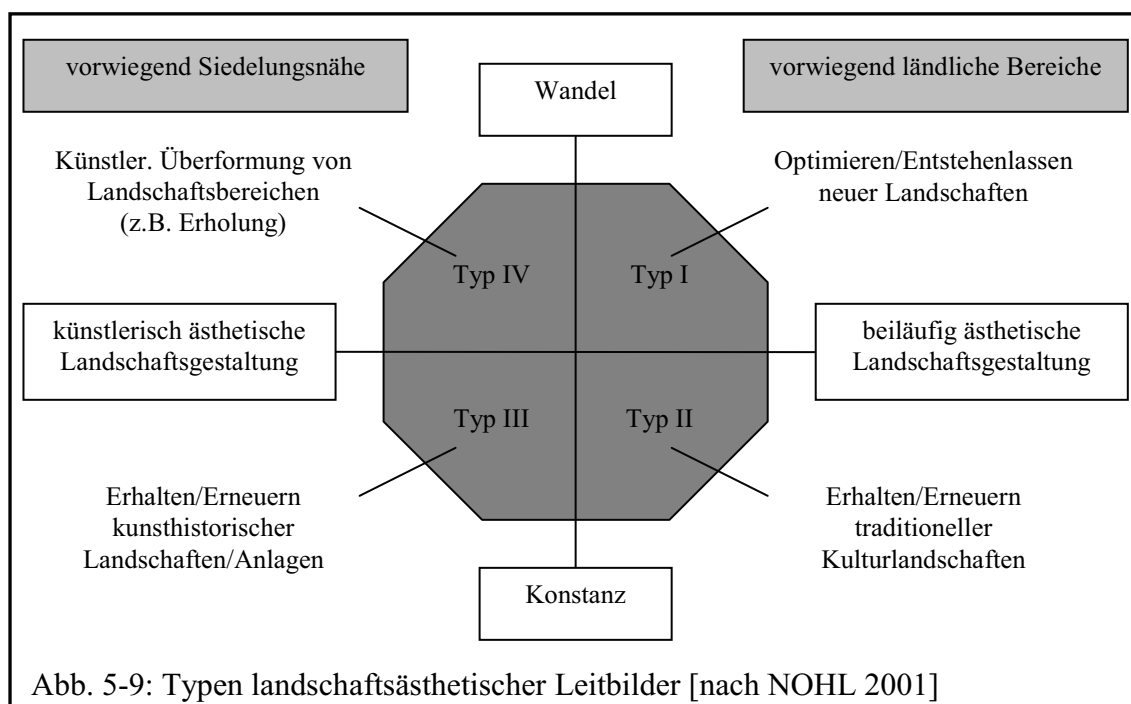 vorwiegend Siedelungsnähe
vorwiegend ländliche Bereiche
Wandel
Künstler. Überformung von
Landschaftsbereichen
(z.B. Erholung)
Optimieren/Entstehenlassen
neuer Landschaften
Typ IV
Typ I
künstlerisch ästhetische
Landschaftsgestaltung
beiläufig ästhetische
Landschaftsgestaltung
Typ III
Typ II
Erhalten/Erneuern
kunsthistorischer
Landschaften/Anlagen
Erhalten/Erneuern
traditioneller
Kulturlandschaften
Konstanz
Abb. 5-9: Typen landschaftsästhetischer Leitbilder [nach NOHL 2001]